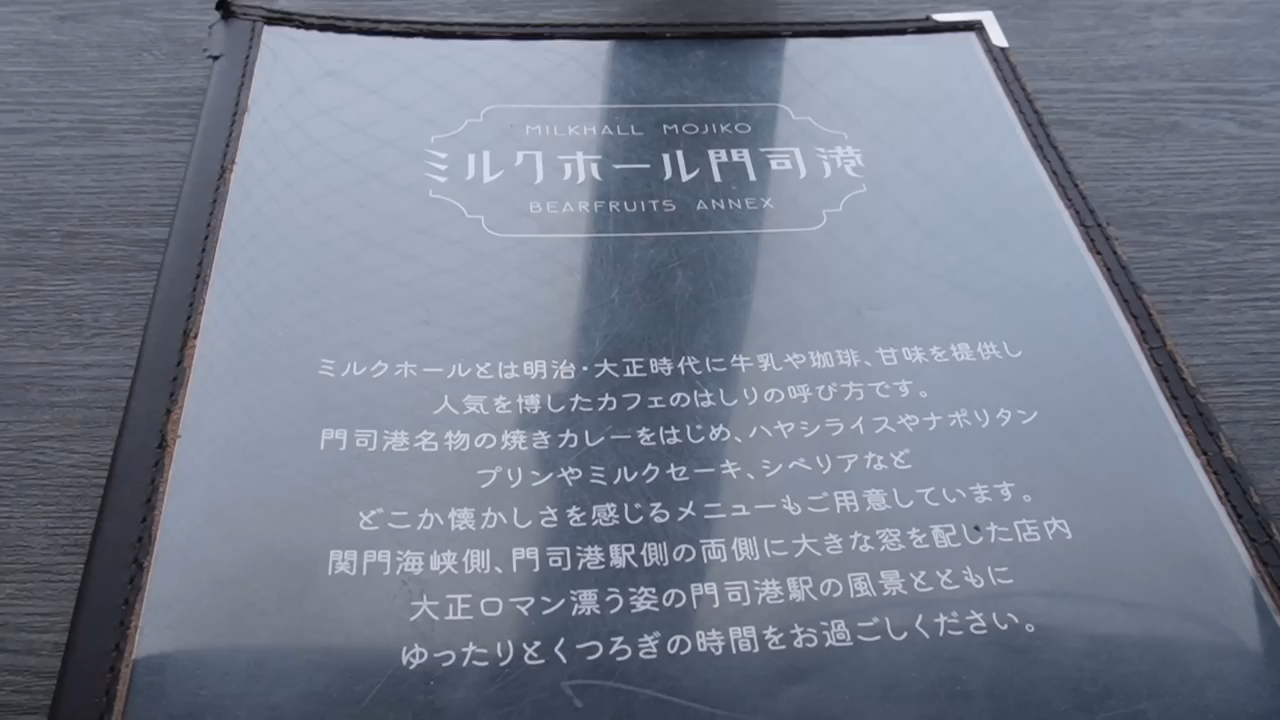 MILKHALL MOJIKO
ミルクホール門司港
BEARFRUITS ANNEX
ミルクホールとは明治・大正時代に牛乳や珈琲、甘味を提供し
人気を博したカフェのはしりの呼び方です。
門司港名物の焼きカレーをはじめ、ハヤシライスやナポリタン
プリンやミルクセーキ、シベリアなど
どこか懐かしさを感じるメニューもご用意しています。
関門海峡側、門司港駅側の両側に大きな窓を配した店内
大正ロマン漂う姿の門司港駅の風景とともに
ゆったりとくつろぎの時間をお過ごしください。